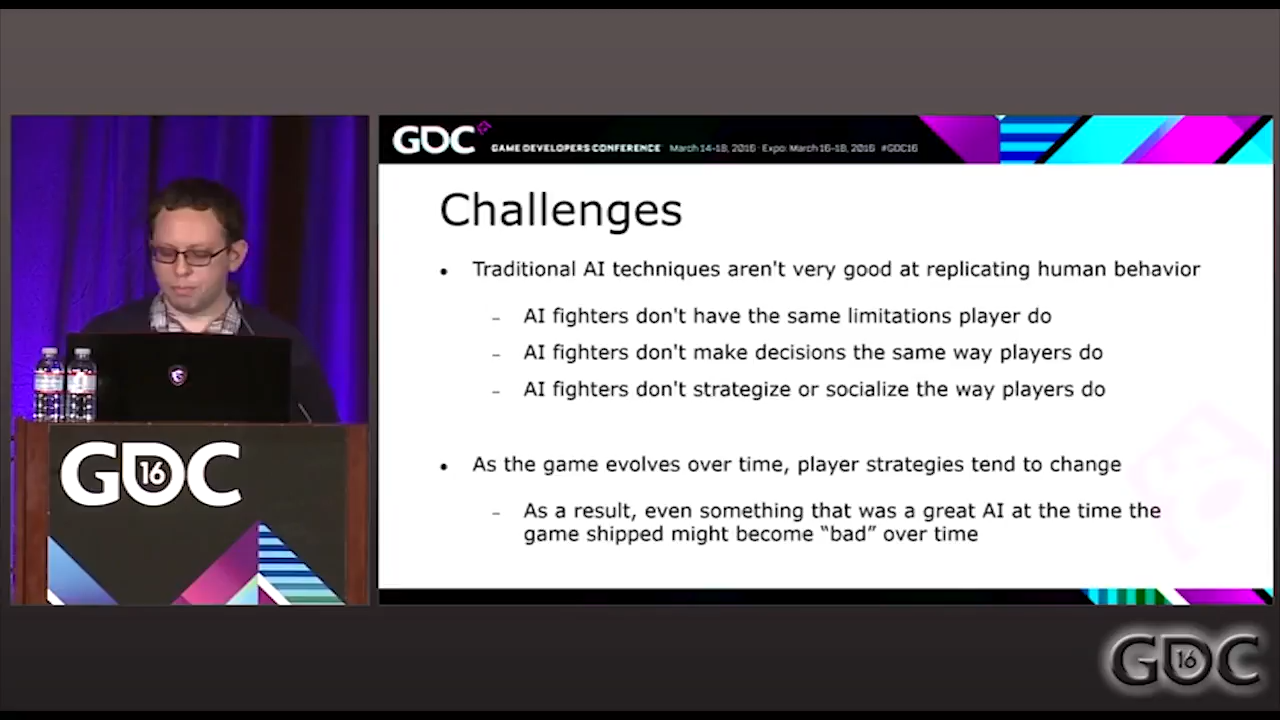 GDC
GAME DEVELOPERS CONFERENCE March 14-18, 2016 · Expo: March 16-18, 2016 #GDC16
Challenges
• Traditional AI techniques aren't very good at replicating human behavior
– AI fighters don't have the same limitations player do
– AI fighters don't make decisions the same way players do
– AI fighters don't strategize or socialize the way players do
• As the game evolves over time, player strategies tend to change
– As a result, even something that was a great AI at the time the
game shipped might become “bad” over time
GDC 16
GDC 16